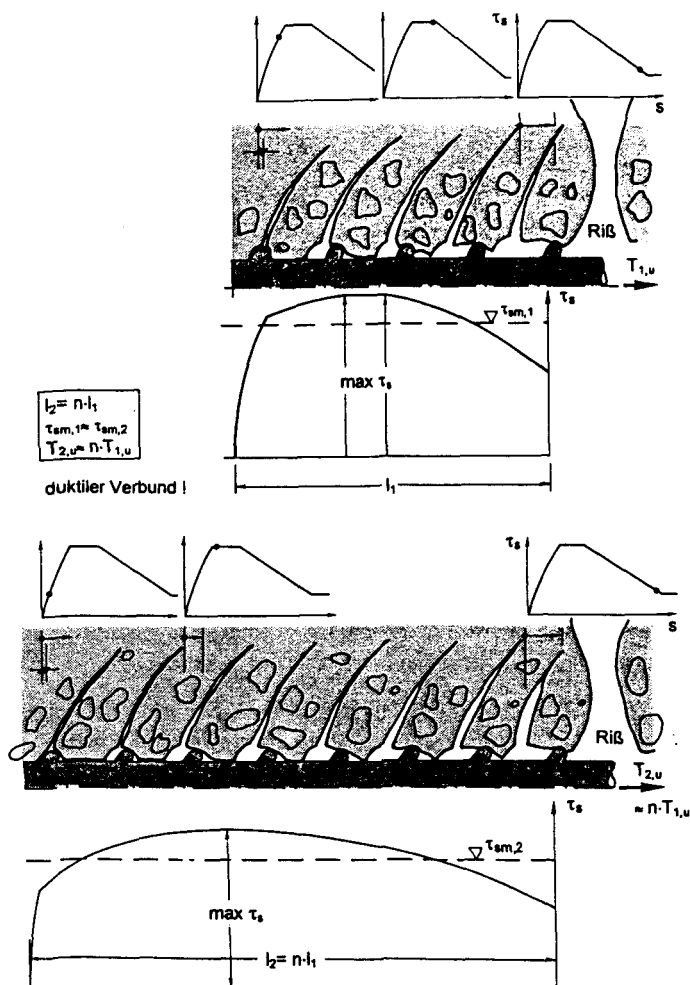 τs
s
Riß
T1,u
τs
τsm,1
max τs
l2= n·l1
τsm,1≈ τsm,2
T2,u≈ n·T1,u
duktiler Verbund !
l1
τs
s
Riß
T2,u
≈ n·T1,u
τs
τsm,2
max τs
l2= n·l1